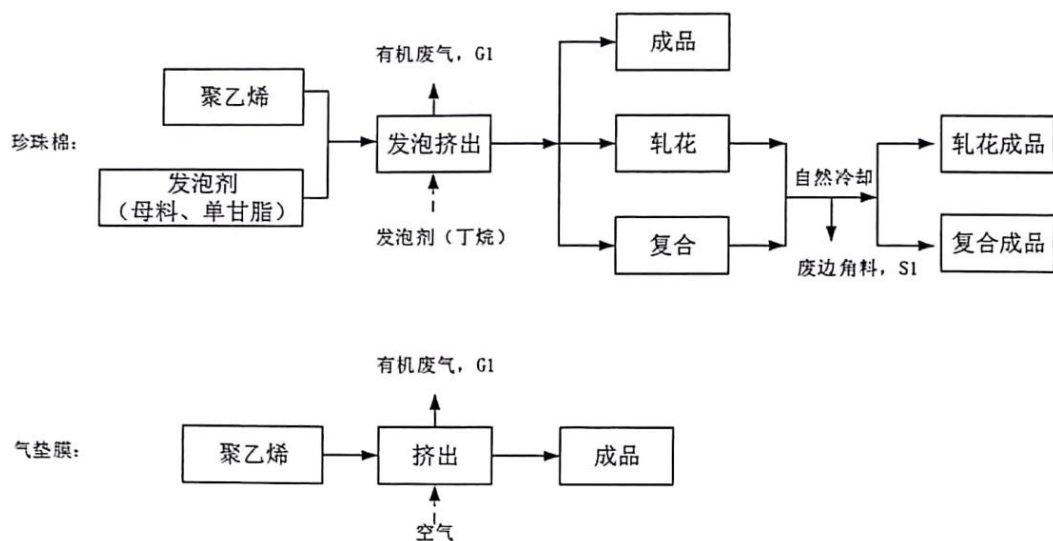 珍珠棉：
聚乙烯
发泡剂
（母料、单甘脂）
有机废气，G1
发泡挤出
发泡剂（丁烷）
成品
轧花
复合
自然冷却
废边角料，S1
轧花成品
复合成品
气垫膜：
聚乙烯
有机废气，G1
挤出
空气
成品